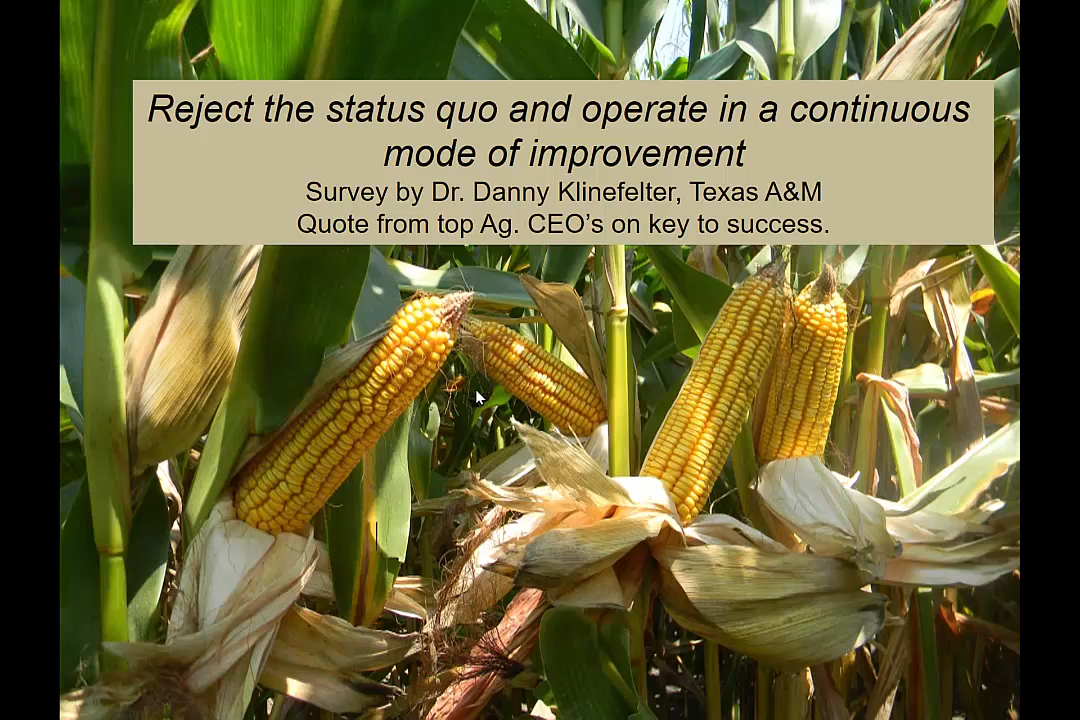 Reject the status quo and operate in a continuous
mode of improvement
Survey by Dr. Danny Klinefelter, Texas A&M
Quote from top Ag. CEO’s on key to success.